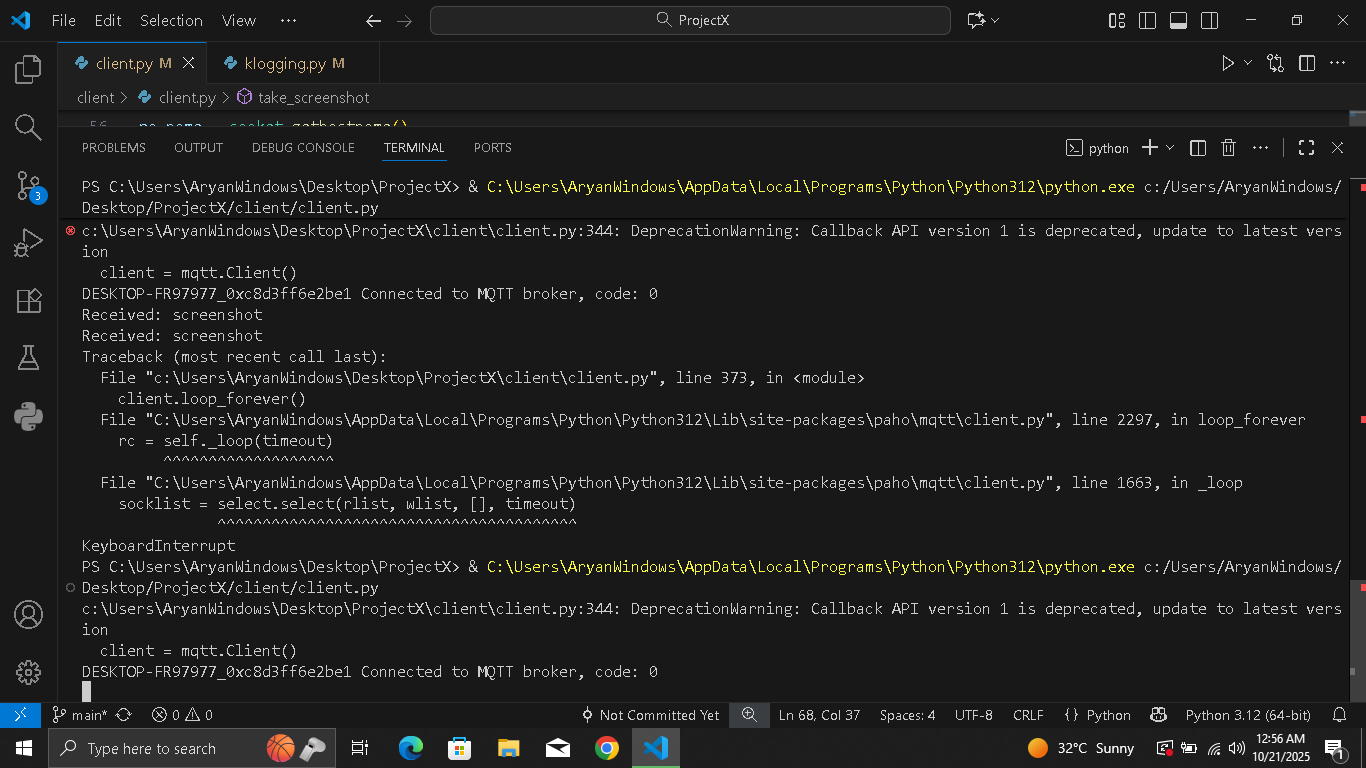 File Edit Selection View ··· ProjectX
client.py M klogging.py M
client > client.py > take_screenshot
56 pc_name = socket.gethostname()
PROBLEMS OUTPUT DEBUG CONSOLE TERMINAL PORTS python
PS C:\Users\AryanWindows\Desktop\ProjectX> & C:\Users\AryanWindows\AppData\Local\Programs\Python\Python312\python.exe c:/Users/AryanWindows/
Desktop/ProjectX/client/client.py
c:\Users\AryanWindows\Desktop\ProjectX\client\client.py:344: DeprecationWarning: Callback API version 1 is deprecated, update to latest vers
ion
client = mqtt.Client()
DESKTOP-FR97977_0xc8d3ff6e2be1 Connected to MQTT broker, code: 0
Received: screenshot
Received: screenshot
Traceback (most recent call last):
File "c:\Users\AryanWindows\Desktop\ProjectX\client\client.py", line 373, in <module>
client.loop_forever()
File "C:\Users\AryanWindows\AppData\Local\Programs\Python\Python312\Lib\site-packages\paho\mqtt\client.py", line 2297, in loop_forever
rc = self._loop(timeout)
^^^^^^^^^^^^^^^^^^^
File "C:\Users\AryanWindows\AppData\Local\Programs\Python\Python312\Lib\site-packages\paho\mqtt\client.py", line 1663, in _loop
socklist = select.select(rlist, wlist, [], timeout)
^^^^^^^^^^^^^^^^^^^^^^^^^^^^^^^^^^^^^^^^
KeyboardInterrupt
PS C:\Users\AryanWindows\Desktop\ProjectX> & C:\Users\AryanWindows\AppData\Local\Programs\Python\Python312\python.exe c:/Users/AryanWindows/
Desktop/ProjectX/client/client.py
c:\Users\AryanWindows\Desktop\ProjectX\client\client.py:344: DeprecationWarning: Callback API version 1 is deprecated, update to latest vers
ion
client = mqtt.Client()
DESKTOP-FR97977_0xc8d3ff6e2be1 Connected to MQTT broker, code: 0
3
main* 0 0 Not Committed Yet Ln 68, Col 37 Spaces: 4 UTF-8 CRLF {} Python Python 3.12 (64-bit)
Type here to search 32°C Sunny 12:56 AM
10/21/2025 1